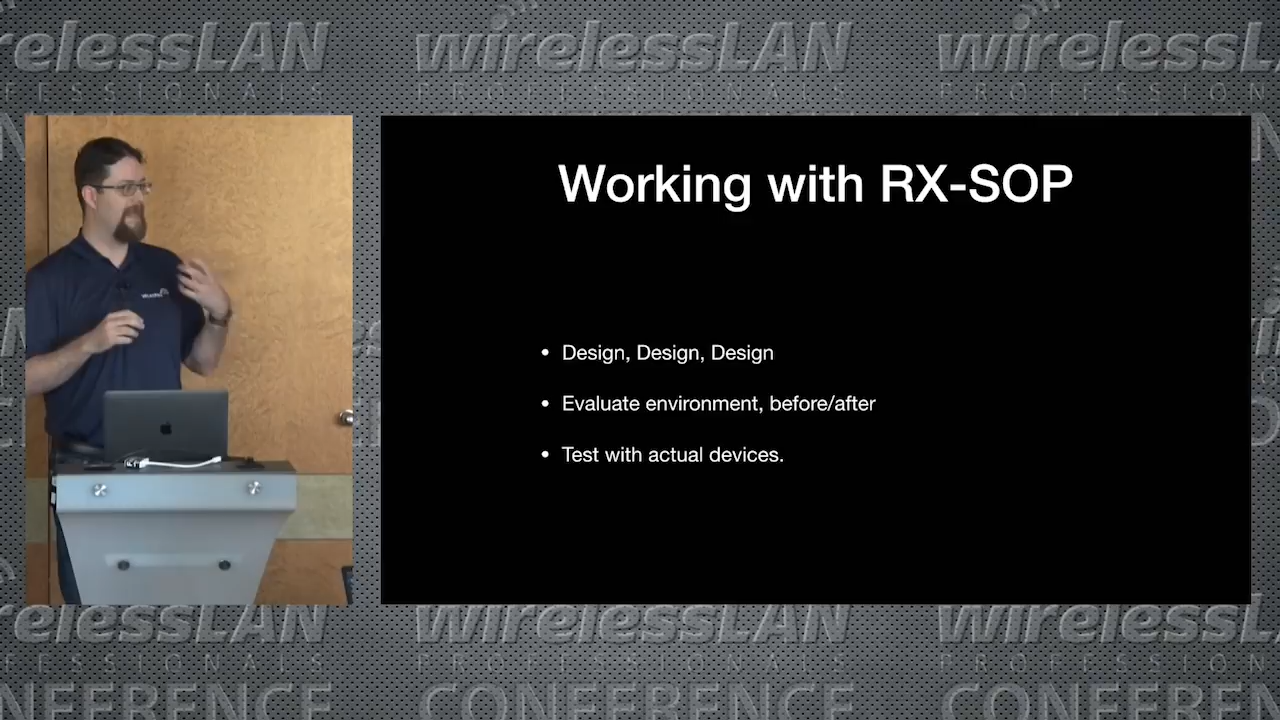 wirelessLAN
PROFESSIONALS
Working with RX-SOP
• Design, Design, Design
• Evaluate environment, before/after
• Test with actual devices.
wirelessLAN
PROFESSIONALS
CONFERENCE